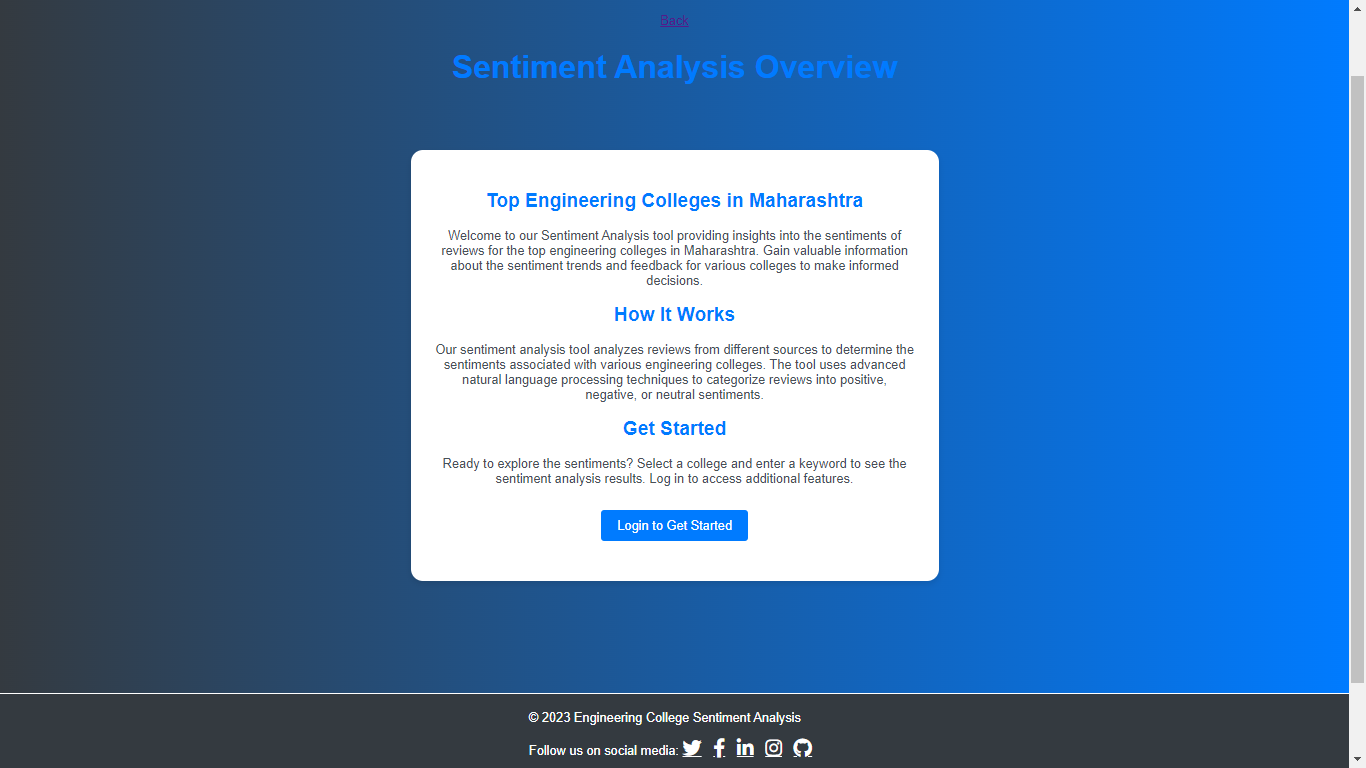 Back
Sentiment Analysis Overview
Top Engineering Colleges in Maharashtra
Welcome to our Sentiment Analysis tool providing insights into the sentiments of
reviews for the top engineering colleges in Maharashtra. Gain valuable information
about the sentiment trends and feedback for various colleges to make informed
decisions.
How It Works
Our sentiment analysis tool analyzes reviews from different sources to determine the
sentiments associated with various engineering colleges. The tool uses advanced
natural language processing techniques to categorize reviews into positive,
negative, or neutral sentiments.
Get Started
Ready to explore the sentiments? Select a college and enter a keyword to see the
sentiment analysis results. Log in to access additional features.
Login to Get Started
© 2023 Engineering College Sentiment Analysis
Follow us on social media: